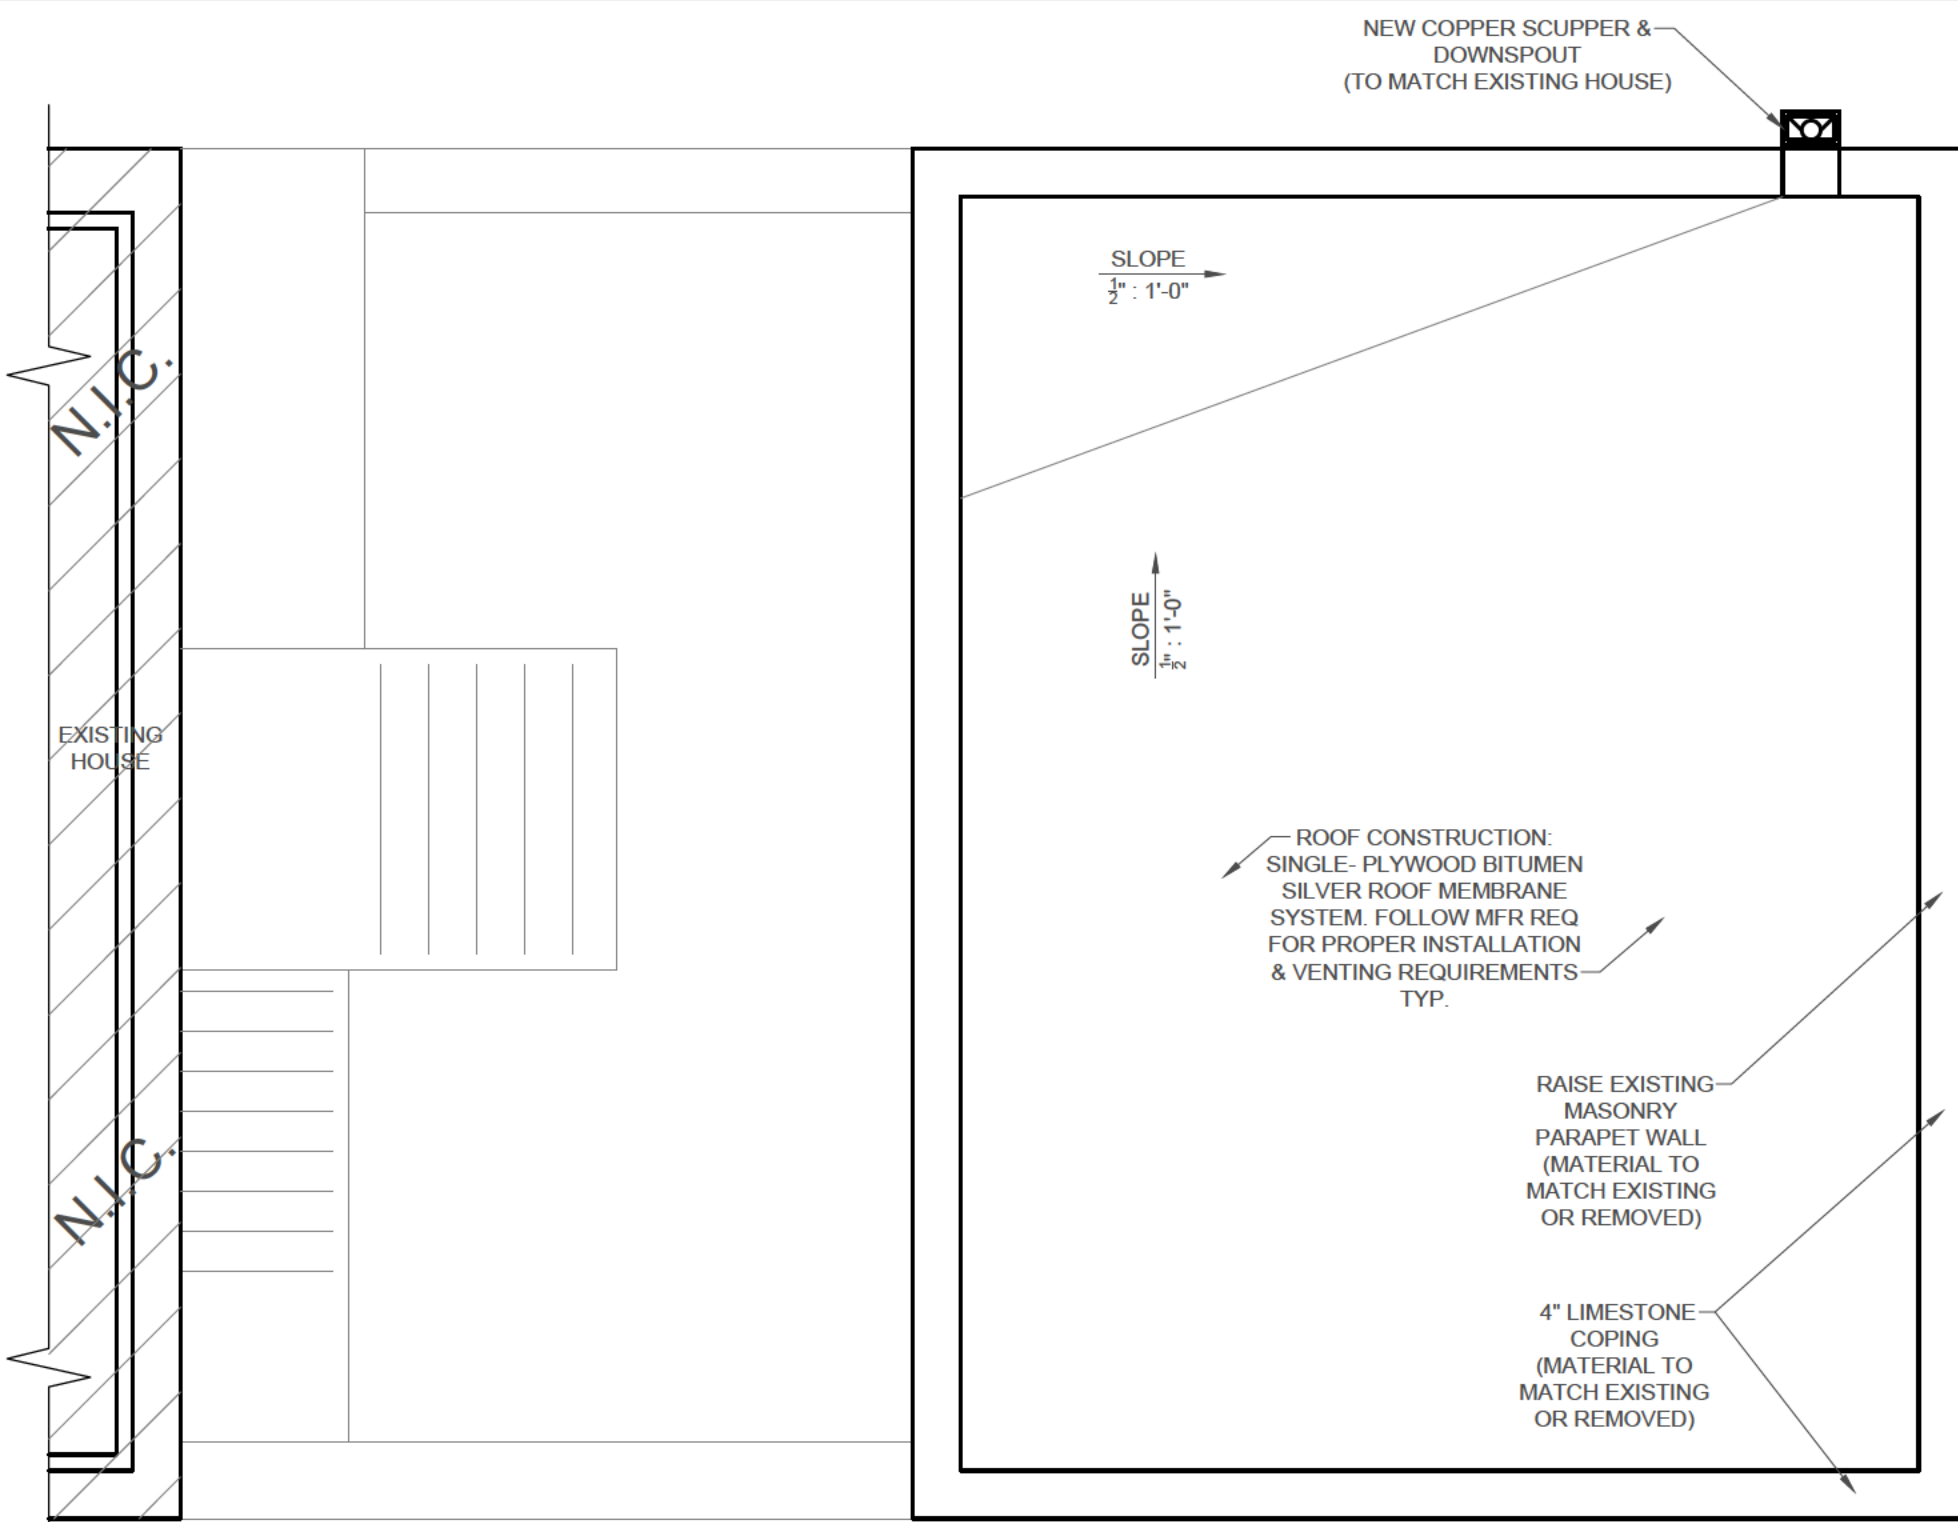 NEW COPPER SCUPPER &
DOWNSPOUT
(TO MATCH EXISTING HOUSE)
SLOPE
1/2" : 1'-0"
N.I.C.
SLOPE
1/2" : 1'-0"
EXISTING
HOUSE
ROOF CONSTRUCTION:
SINGLE- PLYWOOD BITUMEN
SILVER ROOF MEMBRANE
SYSTEM. FOLLOW MFR REQ
FOR PROPER INSTALLATION
& VENTING REQUIREMENTS
TYP.
RAISE EXISTING
MASONRY
PARAPET WALL
(MATERIAL TO
MATCH EXISTING
OR REMOVED)
N.I.C.
4" LIMESTONE
COPING
(MATERIAL TO
MATCH EXISTING
OR REMOVED)